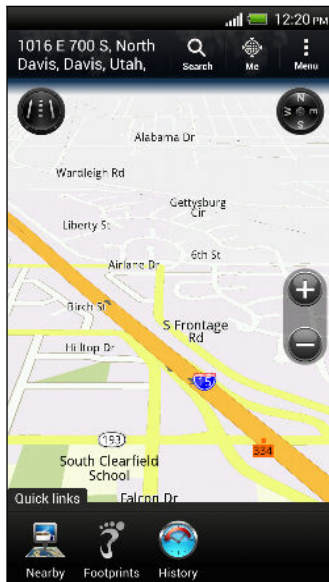 12:20 PM
1016 E 700 S, North
Davis, Davis, Utah,
Search
Me
Menu
N
W
E
S
Alabama Dr
Wardleigh Rd
Gettysburg
Cir
Liberty St
6th St
Airlane Dr
Birch St
S Frontage
Rd
Hilltop Dr
15
193
334
South Clearfield
School
Quick links
Falcon Dr
Nearby
Footprints
History